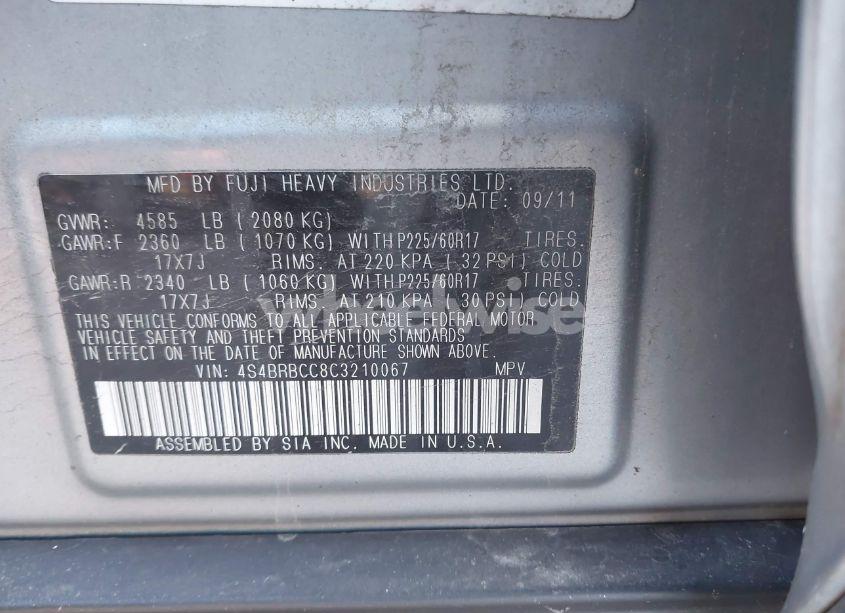 MFD BY FUJI HEAVY INDUSTRIES LTD.
DATE: 09/11
GVWR: 4585 LB ( 2080 KG)
GAWR:F 2360 LB ( 1070 KG) WITH P225/60R17 TIRES.
17X7J RIMS. AT 220 KPA ( 32 PSI) COLD
GAWR:R 2340 LB ( 1060 KG) WITH P225/60R17 TIRES.
17X7J RIMS. AT 210 KPA ( 30 PSI) COLD
THIS VEHICLE CONFORMS TO ALL APPLICABLE FEDERAL MOTOR
VEHICLE SAFETY AND THEFT PREVENTION STANDARDS
IN EFFECT ON THE DATE OF MANUFACTURE SHOWN ABOVE.
VIN: 4S4BRBCC8C3210067 MPV
ASSEMBLED BY SIA INC. MADE IN U.S.A.